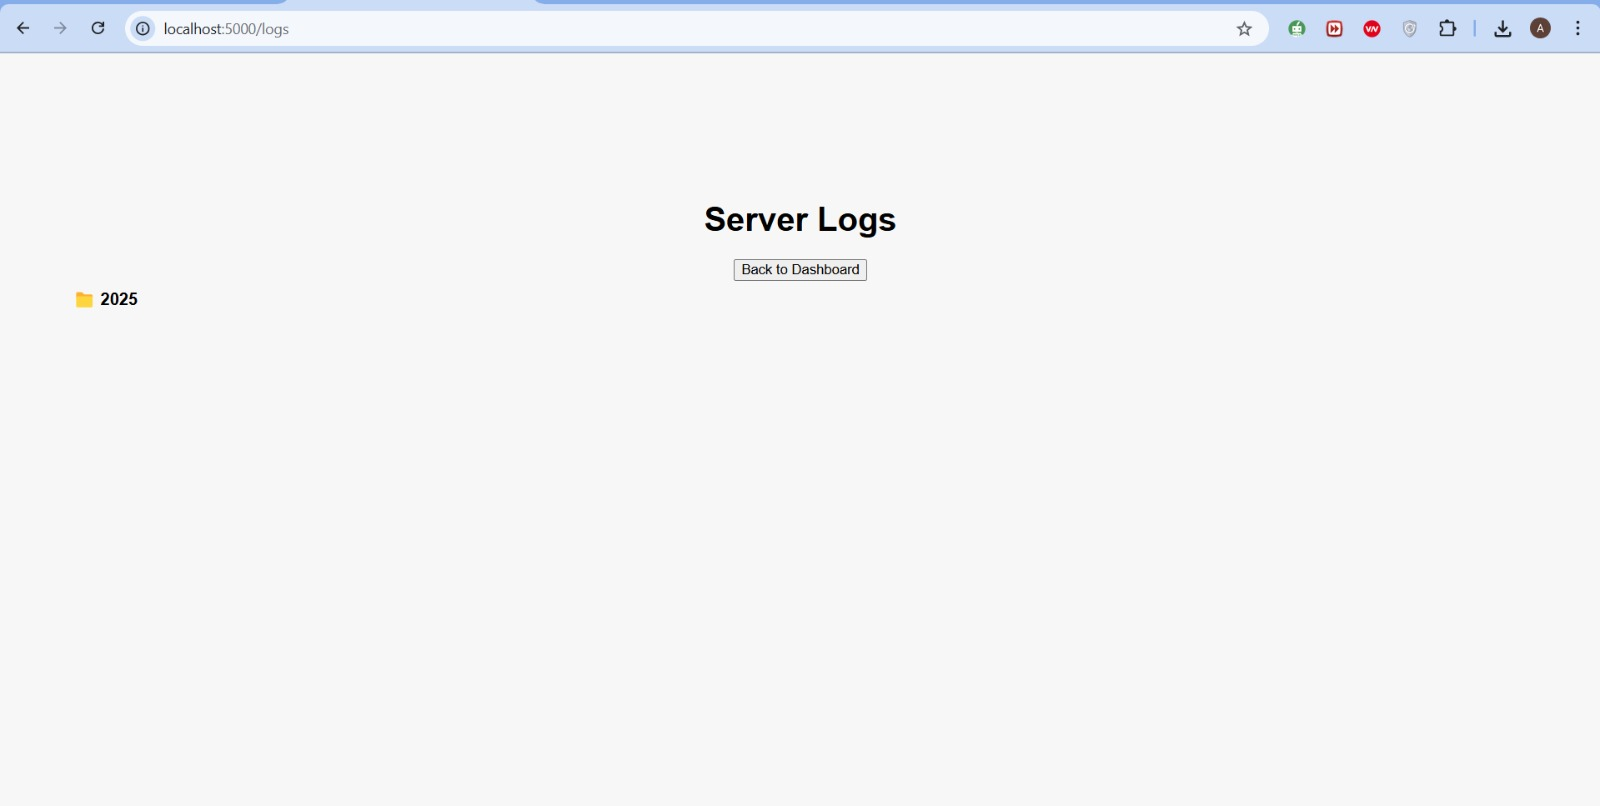 localhost:5000/logs
A
Server Logs
Back to Dashboard
2025